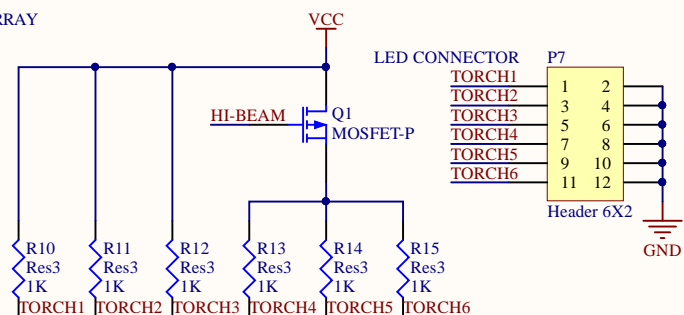 RRAY
VCC
LED CONNECTOR P7
TORCH1 1 2
TORCH2 3 4
HI-BEAM Q1 TORCH3 5 6
MOSFET-P TORCH4 7 8
TORCH5 9 10
TORCH6 11 12
Header 6X2
GND
R10 R11 R12 R13 R14 R15
Res3 Res3 Res3 Res3 Res3 Res3
1K 1K 1K 1K 1K 1K
TORCH1 TORCH2 TORCH3 TORCH4 TORCH5 TORCH6